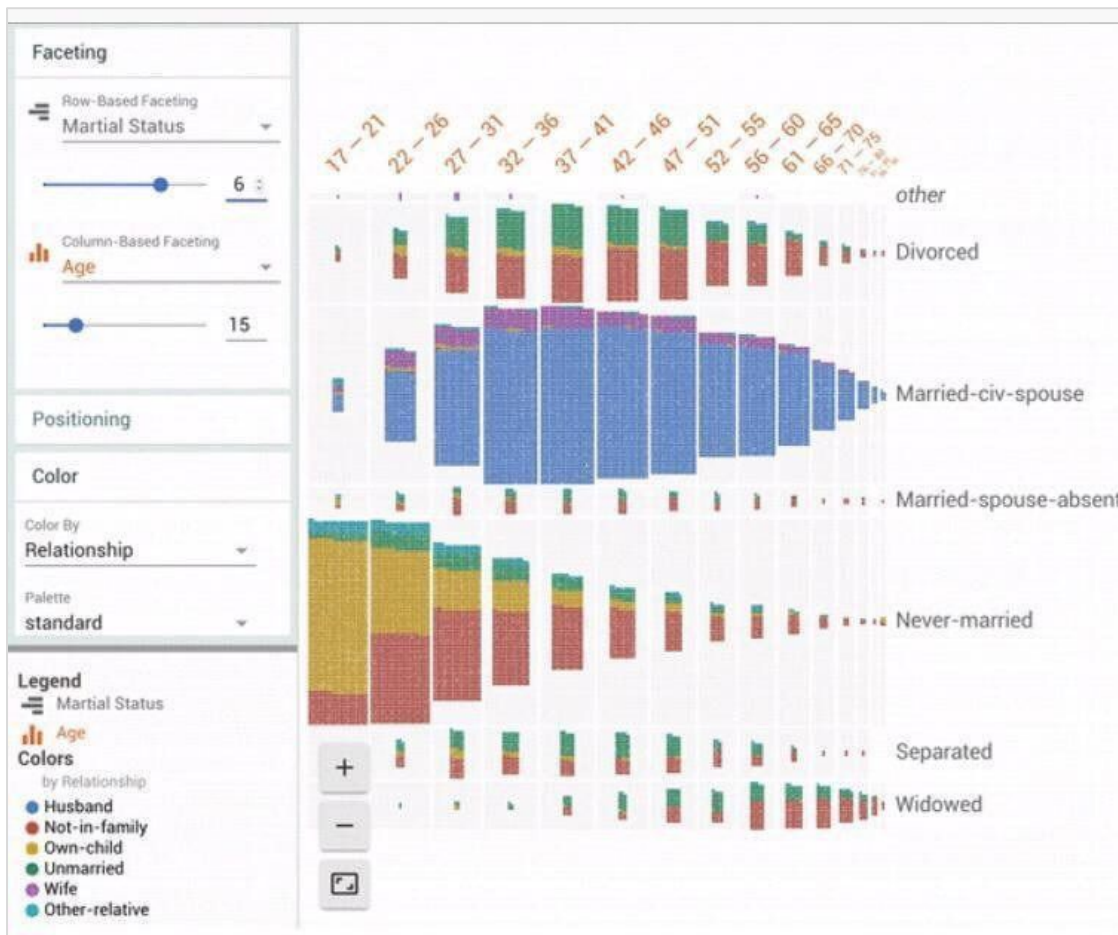 Faceting
Row-Based Faceting
Martial Status
6
Column-Based Faceting
Age
15
Positioning
Color
Color By
Relationship
Palette
standard
Legend
Martial Status
Age
Colors
by Relationship
Husband
Not-in-family
Own-child
Unmarried
Wife
Other-relative
17 – 21
22 – 26
27 – 31
32 – 36
37 – 41
42 – 46
47 – 51
52 – 55
56 – 60
61 – 65
66 – 70
71 – 75
other
Divorced
Married-civ-spouse
Married-spouse-absent
Never-married
Separated
Widowed
+
−